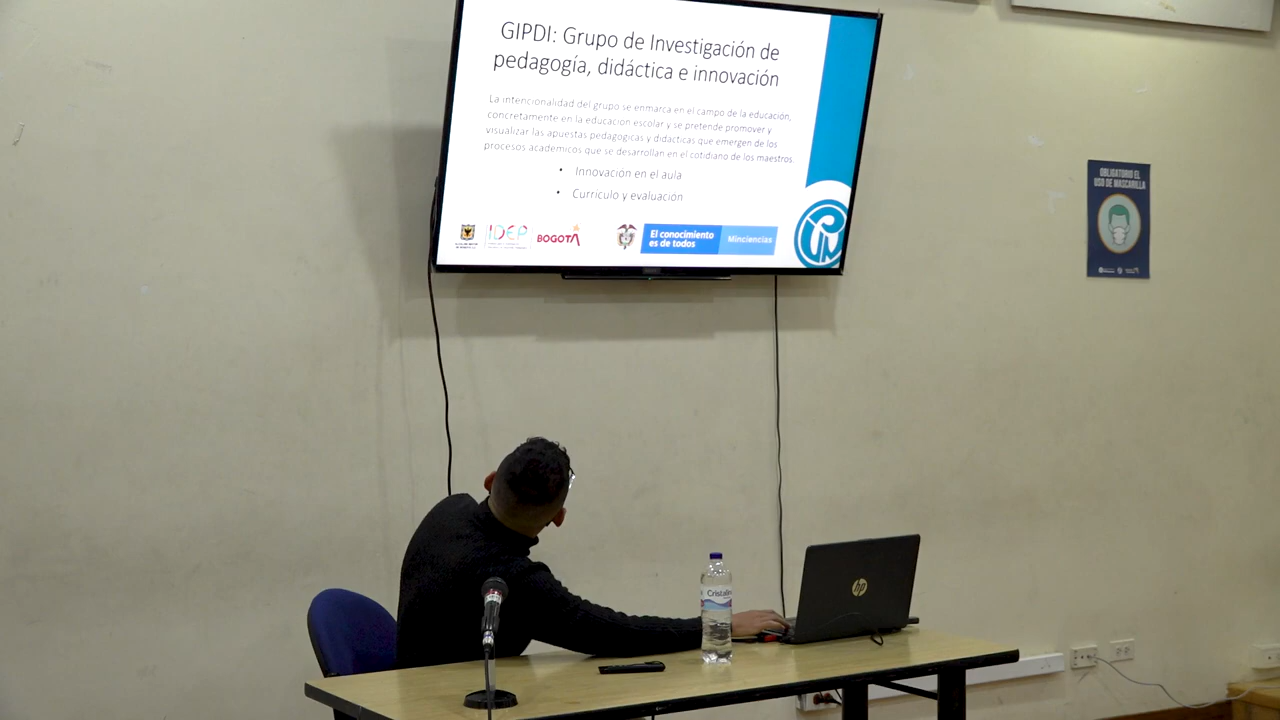 GIPDI: Grupo de Investigación de
pedagogía, didáctica e innovación
La intencionalidad del grupo se enmarca en el campo de la educación,
concretamente en la educación escolar y se pretende promover y
visualizar las apuestas pedagógicas y didácticas que emergen de los
procesos académicos que se desarrollan en el cotidiano de los maestros.
• Innovación en el aula
• Currículo y evaluación
IDEP
BOGOTÁ
El conocimiento
es de todos
Minciencias
OBLIGATORIO EL
USO DE MASCARILLA
Cristalin
hp